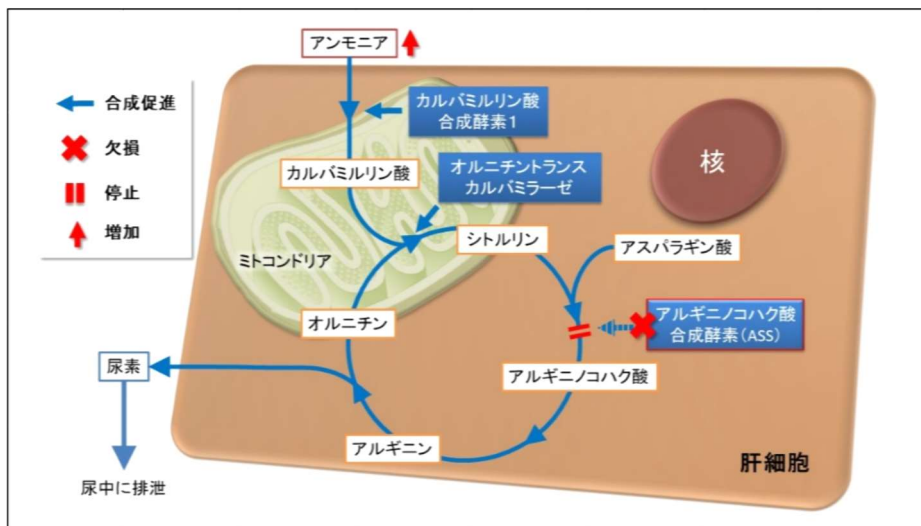 アンモニア
合成促進
欠損
停止
増加
カルバミルリン酸
合成酵素1
カルバミルリン酸
オルニチントランス
カルバミラーゼ
核
シトルリン
アスパラギン酸
ミトコンドリア
オルニチン
アルギニノコハク酸
合成酵素(ASS)
尿素
アルギニノコハク酸
アルギニン
肝細胞
尿中に排泄